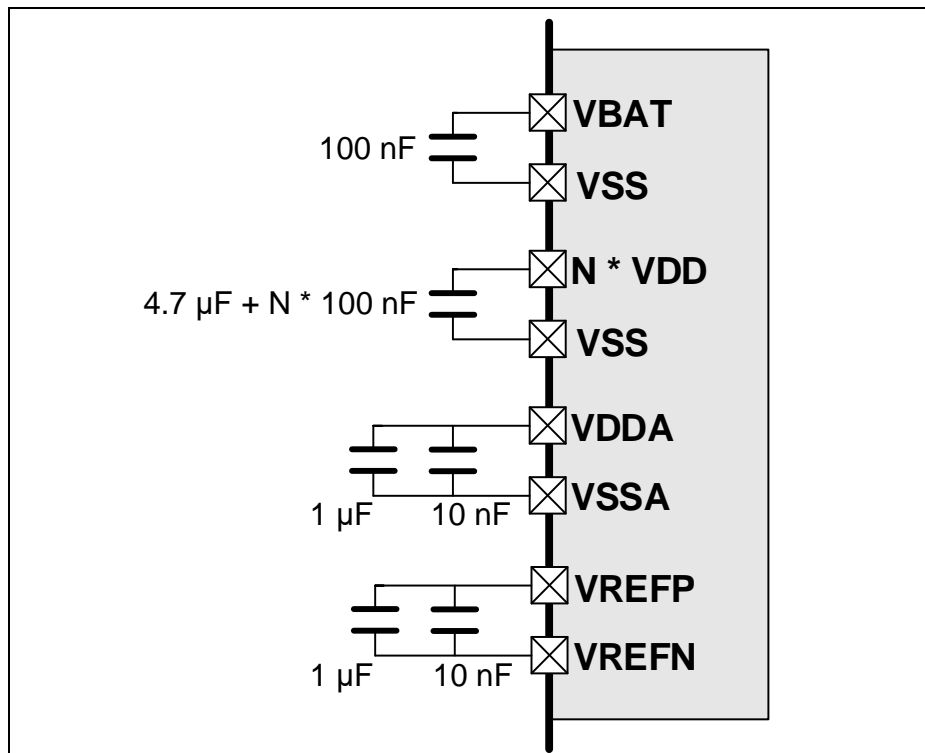 VBAT
100 nF
VSS
N * VDD
4.7 µF + N * 100 nF
VSS
VDDA
VSSA
1 µF 10 nF
VREFP
VREFN
1 µF 10 nF